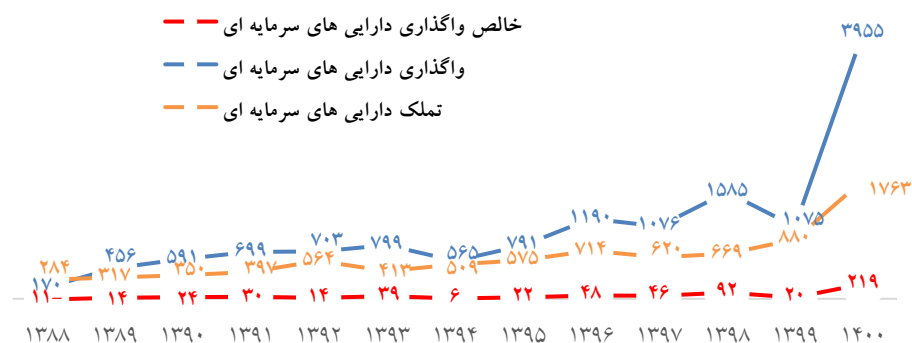 خالص واگذاری دارایی های سرمایه ای
واگذاری دارایی های سرمایه ای
تملک دارایی های سرمایه ای
۱۷۰ ۴۵۶ ۵۹۱ ۶۹۹ ۷۰۳ ۷۹۹ ۵۶۵ ۷۹۱ ۱۱۹۰ ۱۰۷۶ ۱۵۸۵ ۱۰۷۵ ۳۹۵۵
۲۸۴ ۳۱۷ ۳۵۰ ۳۹۷ ۵۶۴ ۴۱۳ ۵۰۹ ۵۷۵ ۷۱۴ ۶۲۰ ۶۶۹ ۸۸۰ ۱۷۶۳
۱۱- ۱۴ ۲۴ ۳۰ ۱۴ ۳۹ ۶ ۲۲ ۴۸ ۴۶ ۹۲ ۲۰ ۲۱۹
۱۳۸۸ ۱۳۸۹ ۱۳۹۰ ۱۳۹۱ ۱۳۹۲ ۱۳۹۳ ۱۳۹۴ ۱۳۹۵ ۱۳۹۶ ۱۳۹۷ ۱۳۹۸ ۱۳۹۹ ۱۴۰۰